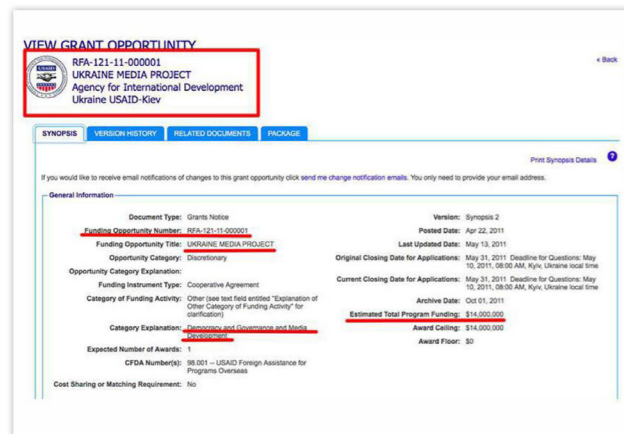 VIEW GRANT OPPORTUNITY
RFA-121-11-000001
UKRAINE MEDIA PROJECT
Agency for International Development
Ukraine USAID-Kiev
« Back
USAID
SYNOPSIS VERSION HISTORY RELATED DOCUMENTS PACKAGE
Print Synopsis Details ?
If you would like to receive email notifications of changes to this grant opportunity click send me change notification emails. You only need to provide your email address.
General Information
Document Type: Grants Notice
Funding Opportunity Number: RFA-121-11-000001
Funding Opportunity Title: UKRAINE MEDIA PROJECT
Opportunity Category: Discretionary
Opportunity Category Explanation:
Funding Instrument Type: Cooperative Agreement
Category of Funding Activity: Other (see text field entitled "Explanation of
Other Category of Funding Activity" for
clarification)
Category Explanation: Democracy and Governance and Media
Development
Expected Number of Awards: 1
CFDA Number(s): 98.001 -- USAID Foreign Assistance for
Programs Overseas
Cost Sharing or Matching Requirement: No
Version: Synopsis 2
Posted Date: Apr 22, 2011
Last Updated Date: May 13, 2011
Original Closing Date for Applications: May 31, 2011 Deadline for Questions: May
10, 2011, 08:00 AM, Kyiv, Ukraine local time
Current Closing Date for Applications: May 31, 2011 Deadline for Questions: May
10, 2011, 08:00 AM, Kyiv, Ukraine local time
Archive Date: Oct 01, 2011
Estimated Total Program Funding: $14,000,000
Award Ceiling: $14,000,000
Award Floor: $0